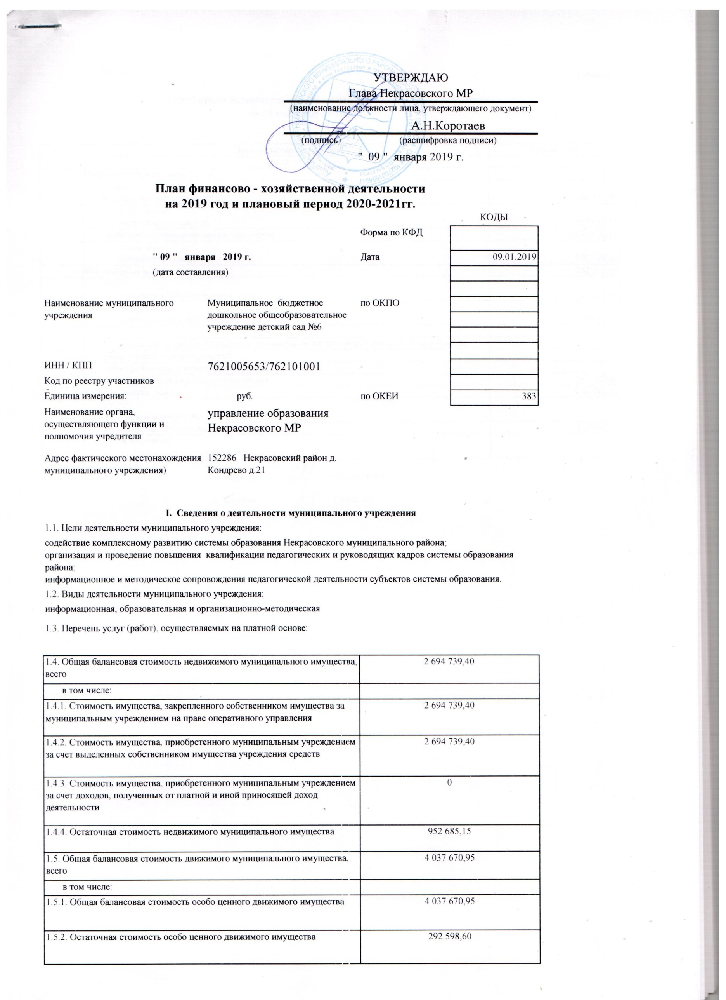 УТВЕРЖДАЮ
Глава Некрасовского МР
(наименование должности лица, утверждающего документ)
А.Н.Коротаев
(подпись) (расшифровка подписи)
" 09 " января 2019 г.
План финансово - хозяйственной деятельности
на 2019 год и плановый период 2020-2021гг.
КОДЫ
Форма по КФД
" 09 " января 2019 г. Дата 09.01.2019
(дата составления)
Наименование муниципального Муниципальное бюджетное по ОКПО
учреждения дошкольное общеобразовательное
учреждение детский сад №6
ИНН / КПП 7621005653/762101001
Код по реестру участников
Единица измерения: руб. по ОКЕИ 383
Наименование органа, управление образования
осуществляющего функции и Некрасовского МР
полномочия учредителя
Адрес фактического местонахождения 152286 Некрасовский район д.
муниципального учреждения) Кондрево д.21
I. Сведения о деятельности муниципального учреждения
1.1. Цели деятельности муниципального учреждения:
содействие комплексному развитию системы образования Некрасовского муниципального района;
организация и проведение повышения квалификации педагогических и руководящих кадров системы образования
района;
информационное и методическое сопровождения педагогической деятельности субъектов системы образования.
1.2. Виды деятельности муниципального учреждения:
информационная, образовательная и организационно-методическая
1.3. Перечень услуг (работ), осуществляемых на платной основе:
1.4. Общая балансовая стоимость недвижимого муниципального имущества, 2 694 739,40
всего
в том числе:
1.4.1. Стоимость имущества, закрепленного собственником имущества за 2 694 739,40
муниципальным учреждением на праве оперативного управления
1.4.2. Стоимость имущества, приобретенного муниципальным учреждением 2 694 739,40
за счет выделенных собственником имущества учреждения средств
1.4.3. Стоимость имущества, приобретенного муниципальным учреждением 0
за счет доходов, полученных от платной и иной приносящей доход
деятельности
1.4.4. Остаточная стоимость недвижимого муниципального имущества 952 685,15
1.5. Общая балансовая стоимость движимого муниципального имущества, 4 037 670,95
всего
в том числе:
1.5.1. Общая балансовая стоимость особо ценного движимого имущества 4 037 670,95
1.5.2. Остаточная стоимость особо ценного движимого имущества 292 598,60